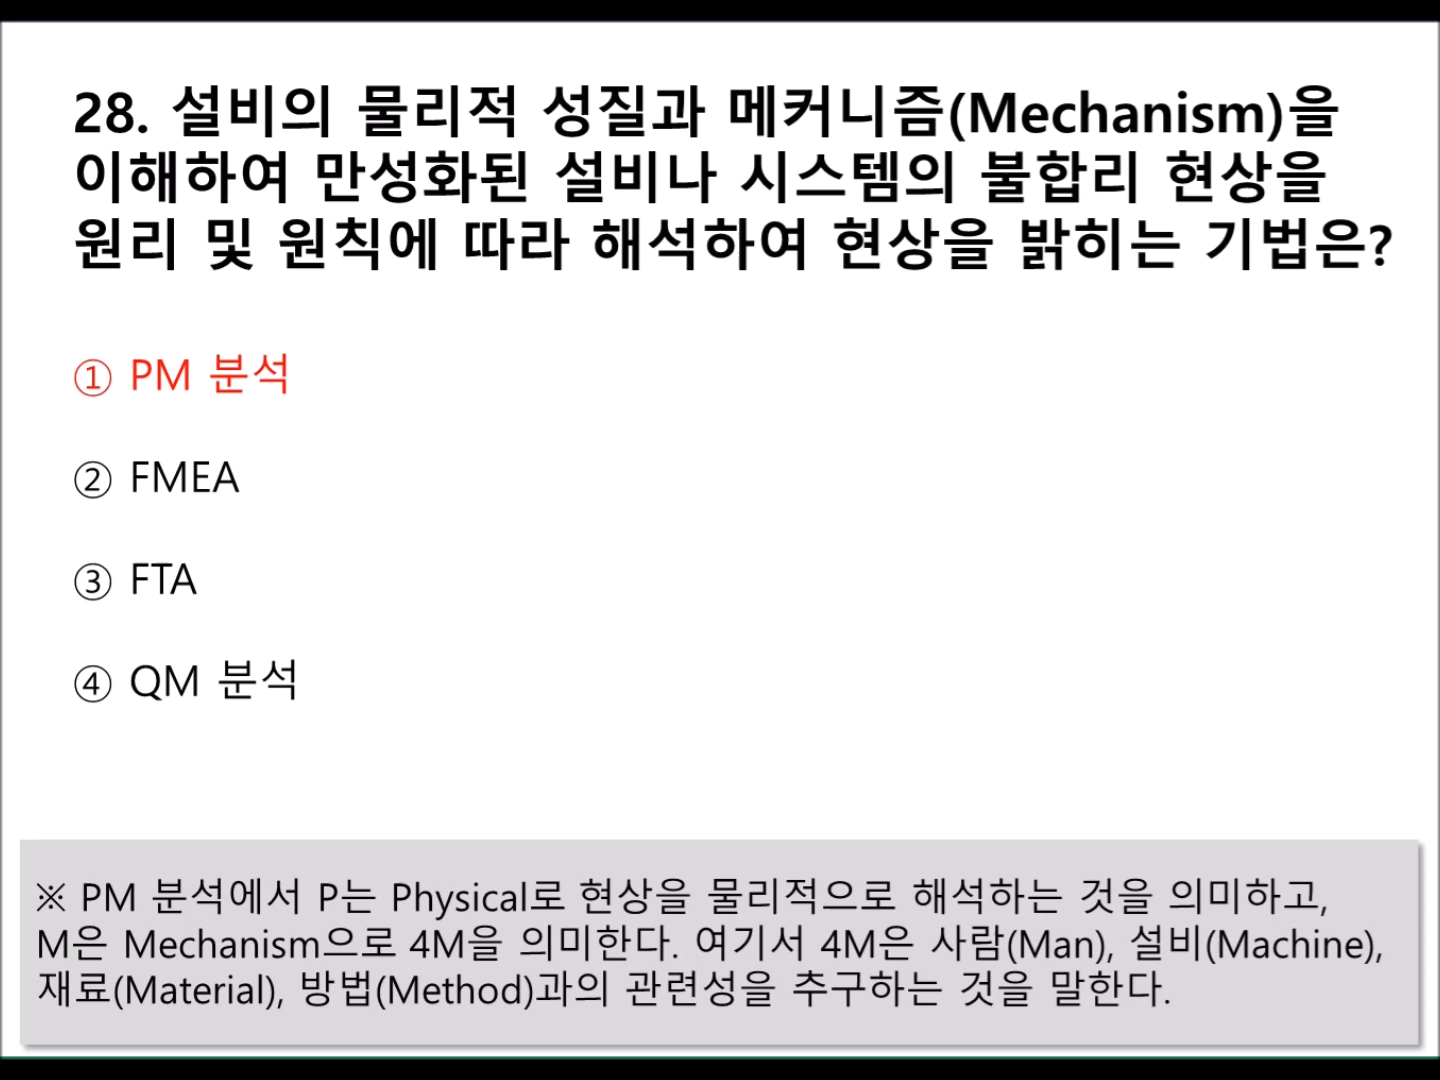 28. 설비의 물리적 성질과 메커니즘(Mechanism)을
이해하여 만성화된 설비나 시스템의 불합리 현상을
원리 및 원칙에 따라 해석하여 현상을 밝히는 기법은?
① PM 분석
② FMEA
③ FTA
④ QM 분석
※ PM 분석에서 P는 Physical로 현상을 물리적으로 해석하는 것을 의미하고,
M은 Mechanism으로 4M을 의미한다. 여기서 4M은 사람(Man), 설비(Machine),
재료(Material), 방법(Method)과의 관련성을 추구하는 것을 말한다.